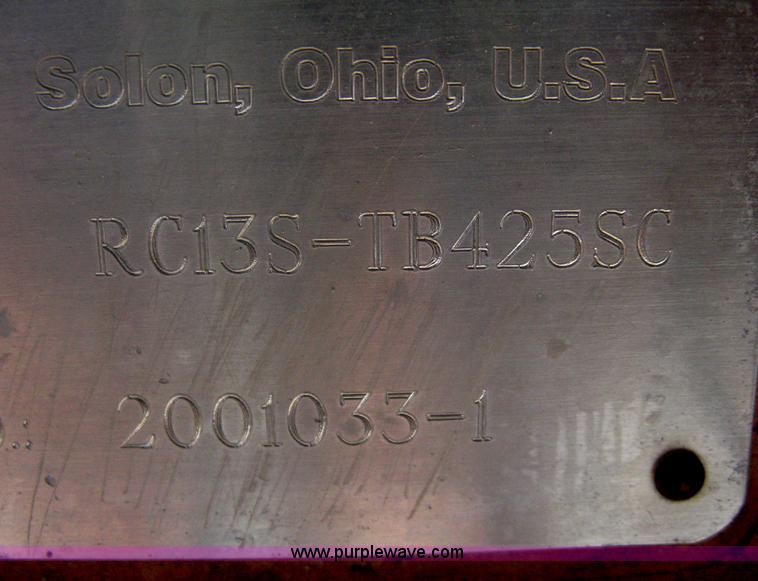 Solon, Ohio, U.S.A
RC13S-TB425SC
2001033-1
www.purplewave.com